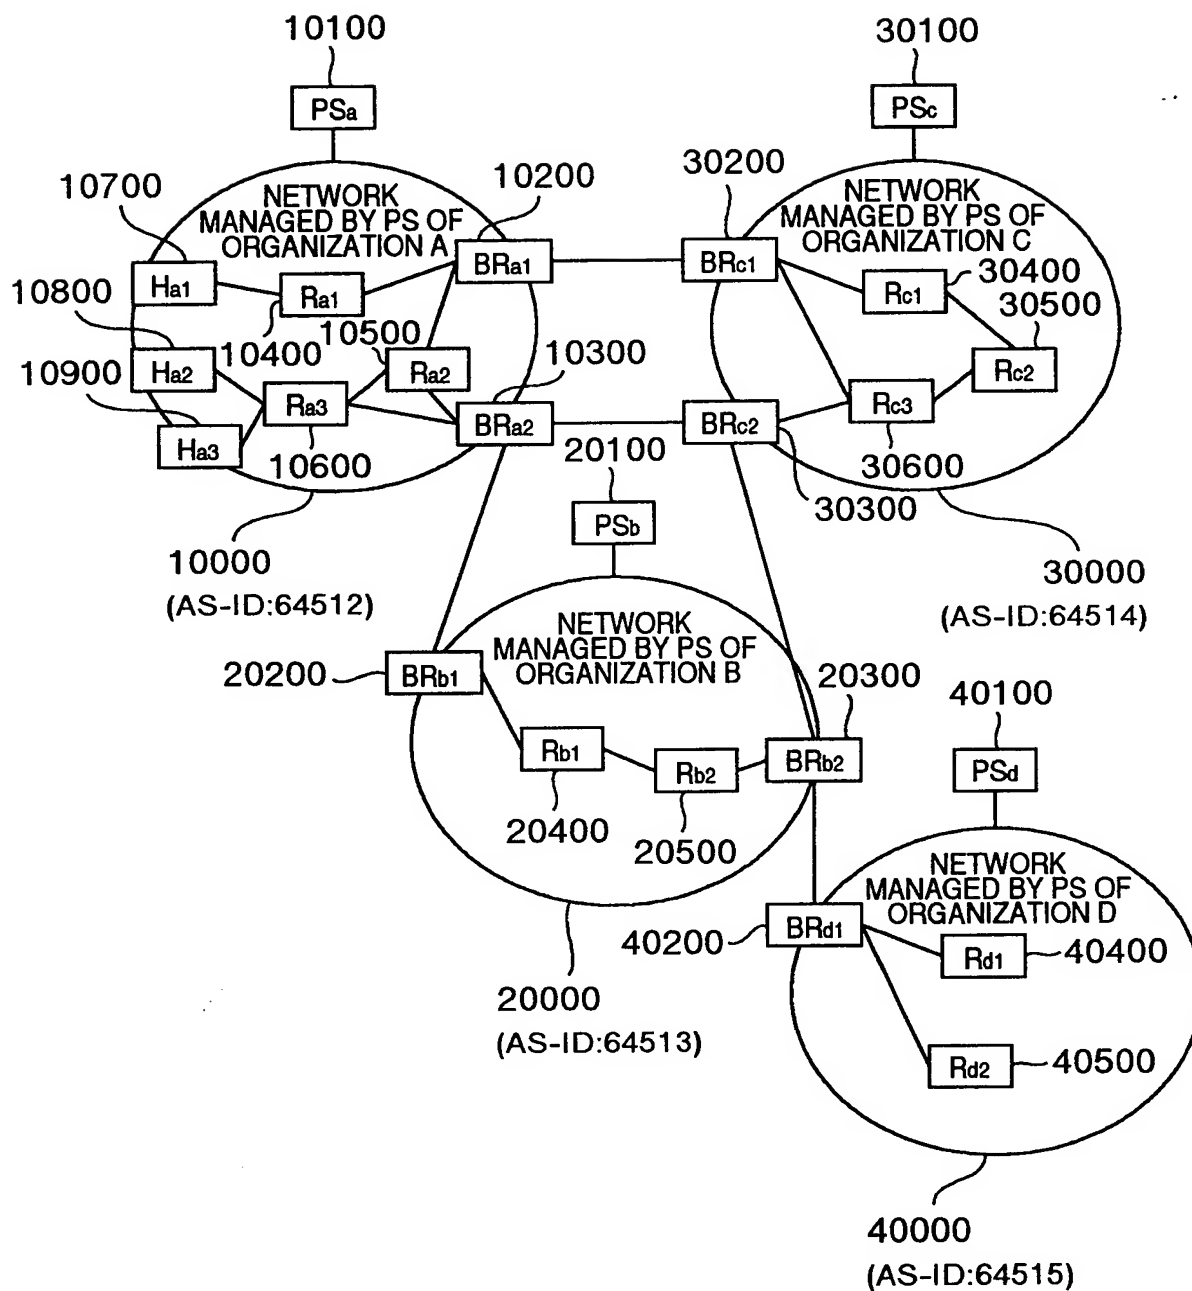 10100
30100
PSa
PSc
10700
10200
30200
NETWORK
MANAGED BY PS OF
ORGANIZATION A
NETWORK
MANAGED BY PS OF
ORGANIZATION C
Ha1
Ra1
BRa1
BRc1
Rc1
30400
10800
10400
10500
10300
30500
10900
Ha2
Ra2
Rc2
Ra3
BRa2
BRc2
Rc3
Ha3
10600
20100
30600
30300
PSb
10000
(AS-ID:64512)
30000
(AS-ID:64514)
NETWORK
MANAGED BY PS OF
ORGANIZATION B
20200
BRb1
20300
40100
Rb1
Rb2
BRb2
PSd
20400
20500
NETWORK
MANAGED BY PS OF
ORGANIZATION D
40200
BRd1
Rd1
40400
20000
(AS-ID:64513)
Rd2
40500
40000
(AS-ID:64515)